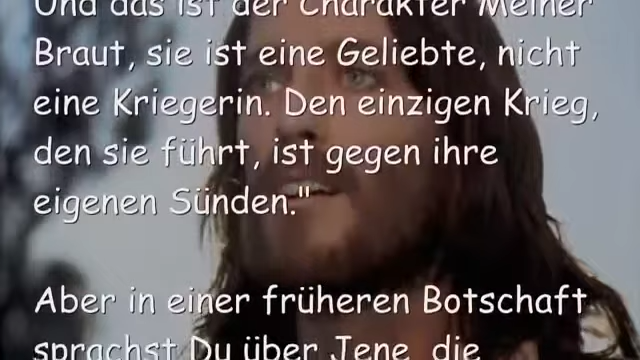 Und das ist der Charakter Meiner
Braut, sie ist eine Geliebte, nicht
eine Kriegerin. Den einzigen Krieg,
den sie führt, ist gegen ihre
eigenen Sünden."
Aber in einer früheren Botschaft
sprachst Du über Jene, die